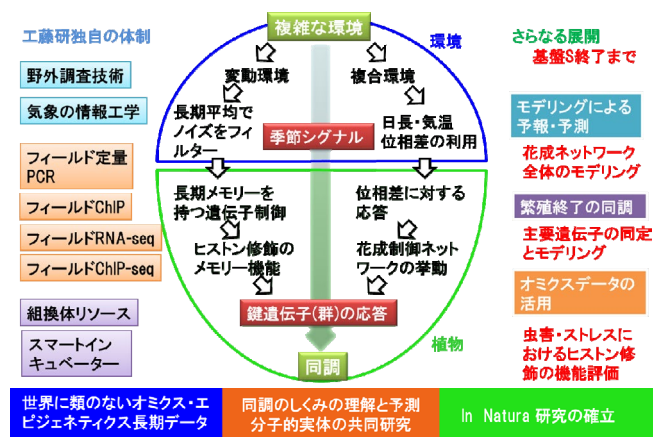 工藤研独自の体制
野外調査技術
気象の情報工学
フィールド定量
PCR
フィールドChIP
フィールドRNA-seq
フィールドChIP-seq
組換体リソース
スマートイン
キュベーター
複雑な環境
環境
変動環境
複合環境
長期平均で
ノイズをフィ
ルター
季節シグナル
日長・気温
位相差の利用
長期メモリーを
持つ遺伝子制御
位相差に対する
応答
ヒストン修飾の
メモリー機能
花成制御ネット
ワークの挙動
鍵遺伝子(群)の応答
植物
同調
さらなる展開
基盤S終了まで
モデリングによる
予報・予測
花成ネットワーク
全体のモデリング
繁殖終了の同調
主要遺伝子の同定
とモデリング
オミクスデータの
活用
虫害・ストレスに
おけるヒストン修
飾の機能評価
世界に類のないオミクス・エ
ピジェネティクス長期データ
同調のしくみの理解と予測
分子的実体の共同研究
In Natura 研究の確立